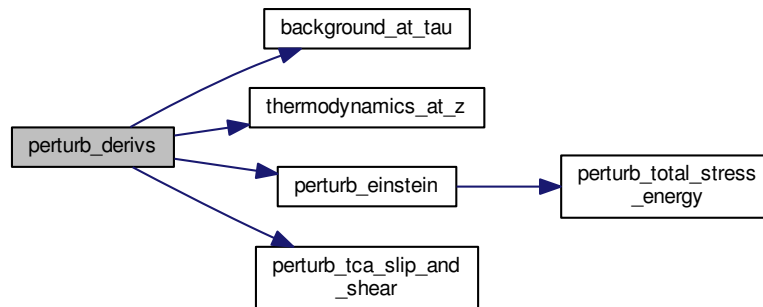 background_at_tau
thermodynamics_at_z
perturb_derivs
perturb_einstein
perturb_total_stress
_energy
perturb_tca_slip_and
_shear